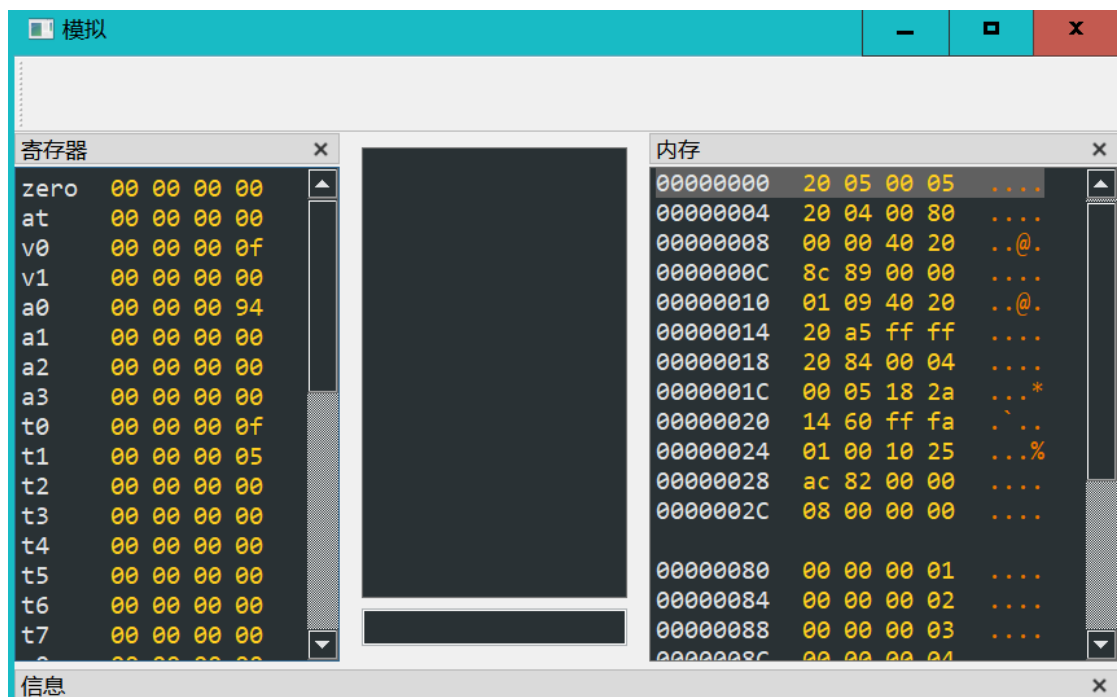 模拟
寄存器
zero 00 00 00 00
at 00 00 00 00
v0 00 00 00 0f
v1 00 00 00 00
a0 00 00 00 94
a1 00 00 00 00
a2 00 00 00 00
a3 00 00 00 00
t0 00 00 00 0f
t1 00 00 00 05
t2 00 00 00 00
t3 00 00 00 00
t4 00 00 00 00
t5 00 00 00 00
t6 00 00 00 00
t7 00 00 00 00
内存
00000000 20 05 00 05 ....
00000004 20 04 00 80 ....
00000008 00 00 40 20 ..@.
0000000C 8c 89 00 00 ....
00000010 01 09 40 20 ..@.
00000014 20 a5 ff ff ....
00000018 20 84 00 04 ....
0000001C 00 05 18 2a ...*
00000020 14 60 ff fa .`..
00000024 01 00 10 25 ...%
00000028 ac 82 00 00 ....
0000002C 08 00 00 00 ....
00000080 00 00 00 01 ....
00000084 00 00 00 02 ....
00000088 00 00 00 03 ....
0000008C 00 00 00 04
信息